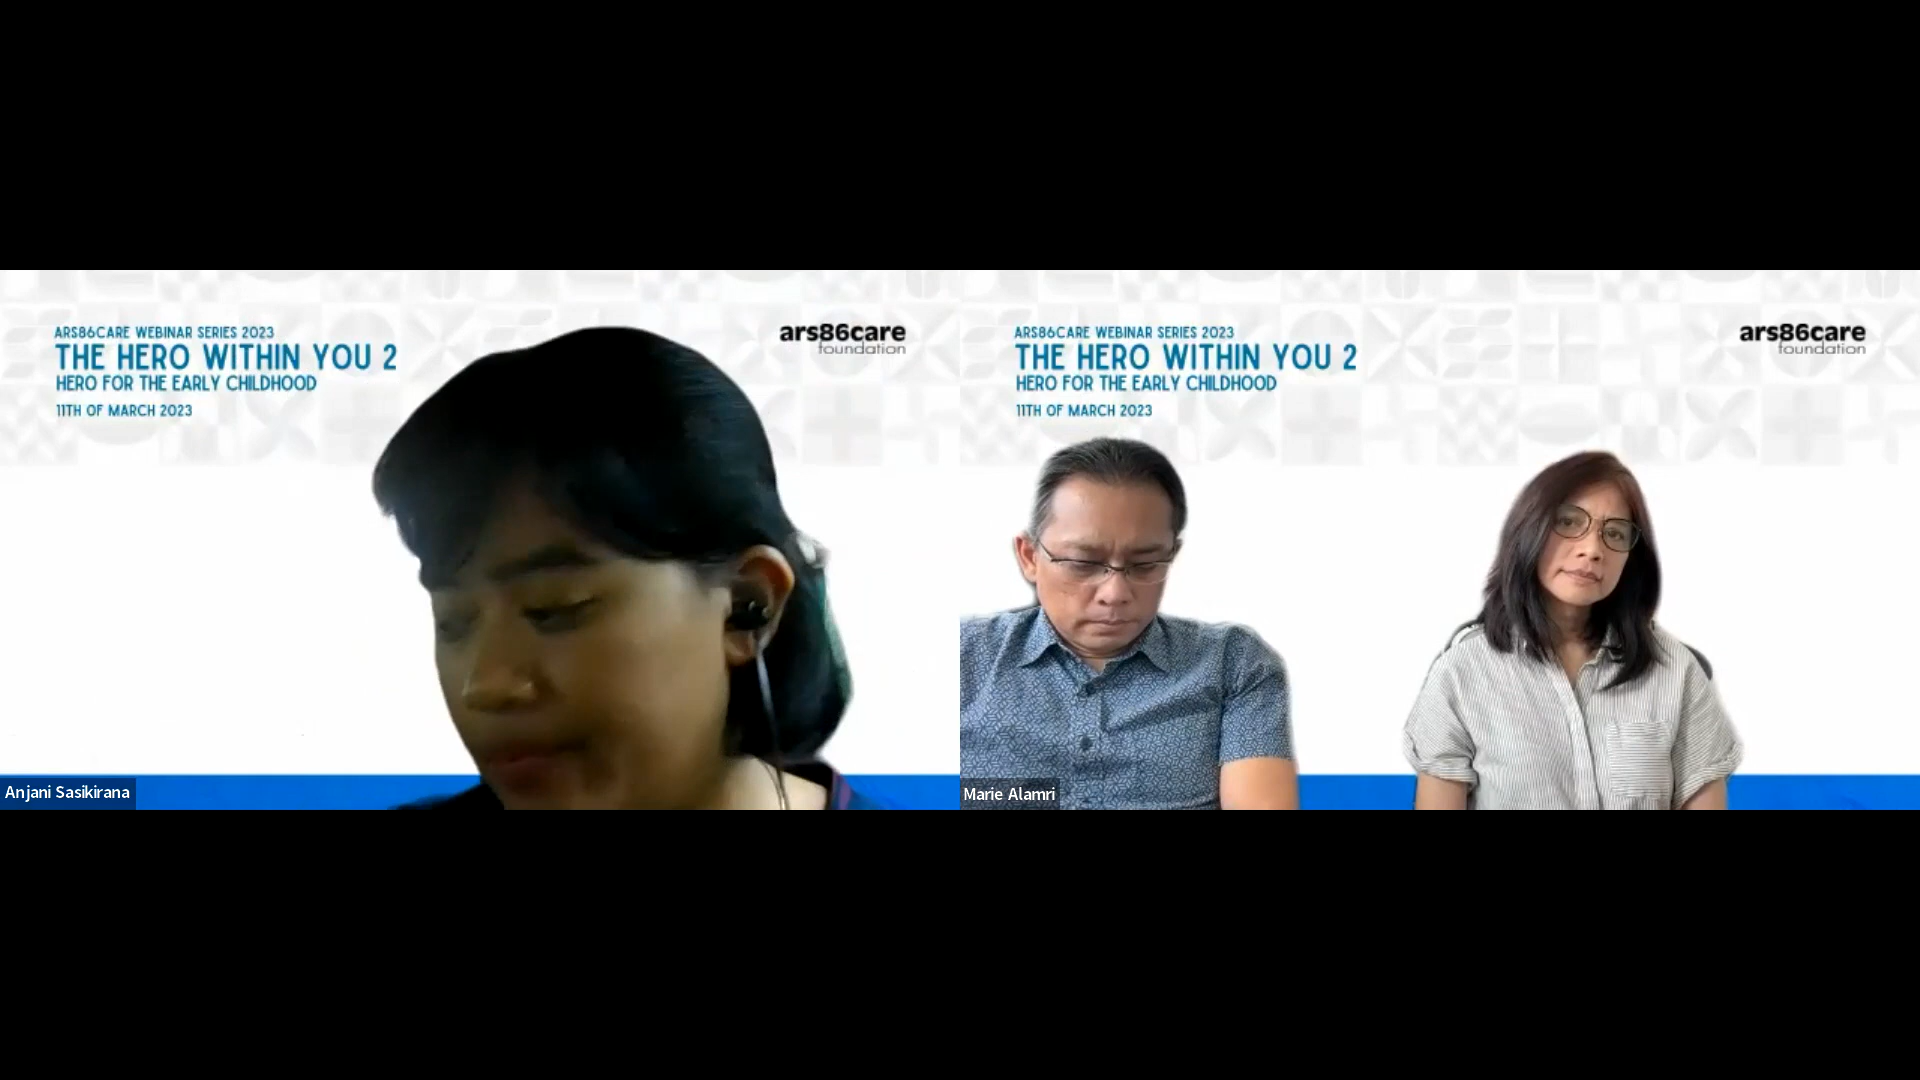 ARS86CARE WEBINAR SERIES 2023
THE HERO WITHIN YOU 2
HERO FOR THE EARLY CHILDHOOD
11TH OF MARCH 2023
ars86care
foundation
Anjani Sasikirana
ARS86CARE WEBINAR SERIES 2023
THE HERO WITHIN YOU 2
HERO FOR THE EARLY CHILDHOOD
11TH OF MARCH 2023
ars86care
foundation
Marie Alamri